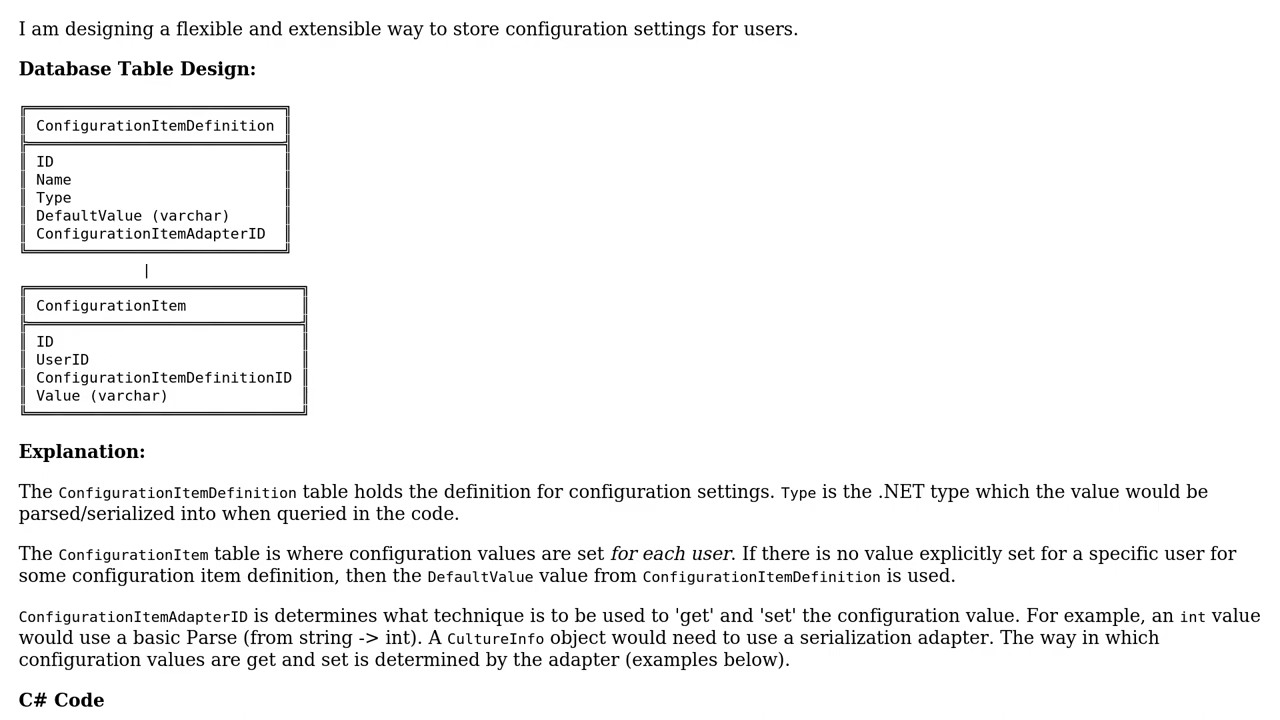 I am designing a flexible and extensible way to store configuration settings for users.
Database Table Design:
ConfigurationItemDefinition
ID
Name
Type
DefaultValue (varchar)
ConfigurationItemAdapterID
|
ConfigurationItem
ID
UserID
ConfigurationItemDefinitionID
Value (varchar)
Explanation:
The ConfigurationItemDefinition table holds the definition for configuration settings. Type is the .NET type which the value would be
parsed/serialized into when queried in the code.
The ConfigurationItem table is where configuration values are set for each user. If there is no value explicitly set for a specific user for
some configuration item definition, then the DefaultValue value from ConfigurationItemDefinition is used.
ConfigurationItemAdapterID is determines what technique is to be used to 'get' and 'set' the configuration value. For example, an int value
would use a basic Parse (from string -> int). A CultureInfo object would need to use a serialization adapter. The way in which
configuration values are get and set is determined by the adapter (examples below).
C# Code